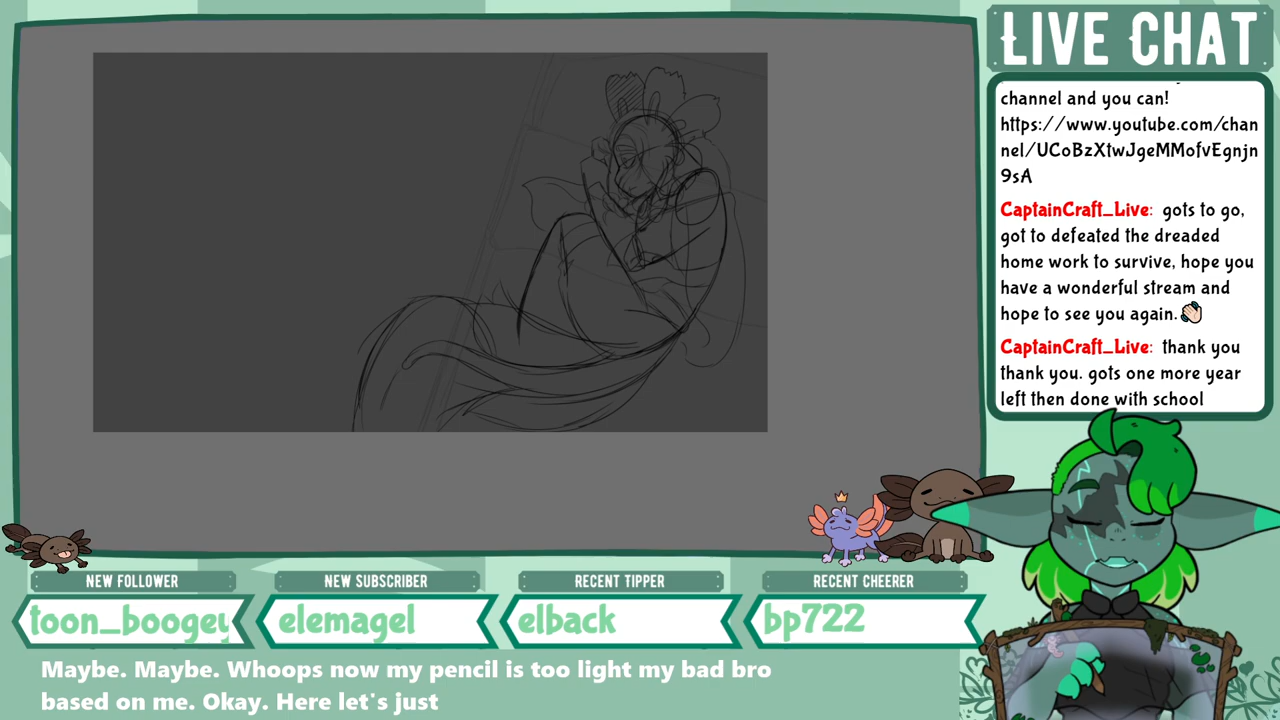 LIVE CHAT
channel and you can!
https://www.youtube.com/chan
nel/UCoBzXtwJgeMMofvEgnjn
9sA
CaptainCraft_Live: gots to go,
got to defeated the dreaded
home work to survive, hope you
have a wonderful stream and
hope to see you again.
CaptainCraft_Live: thank you
thank you. gots one more year
left then done with school
NEW FOLLOWER
NEW SUBSCRIBER
RECENT TIPPER
RECENT CHEERER
toon_boogey
elemagel
elback
bp722
Maybe. Maybe. Whoops now my pencil is too light my bad bro
based on me. Okay. Here let's just